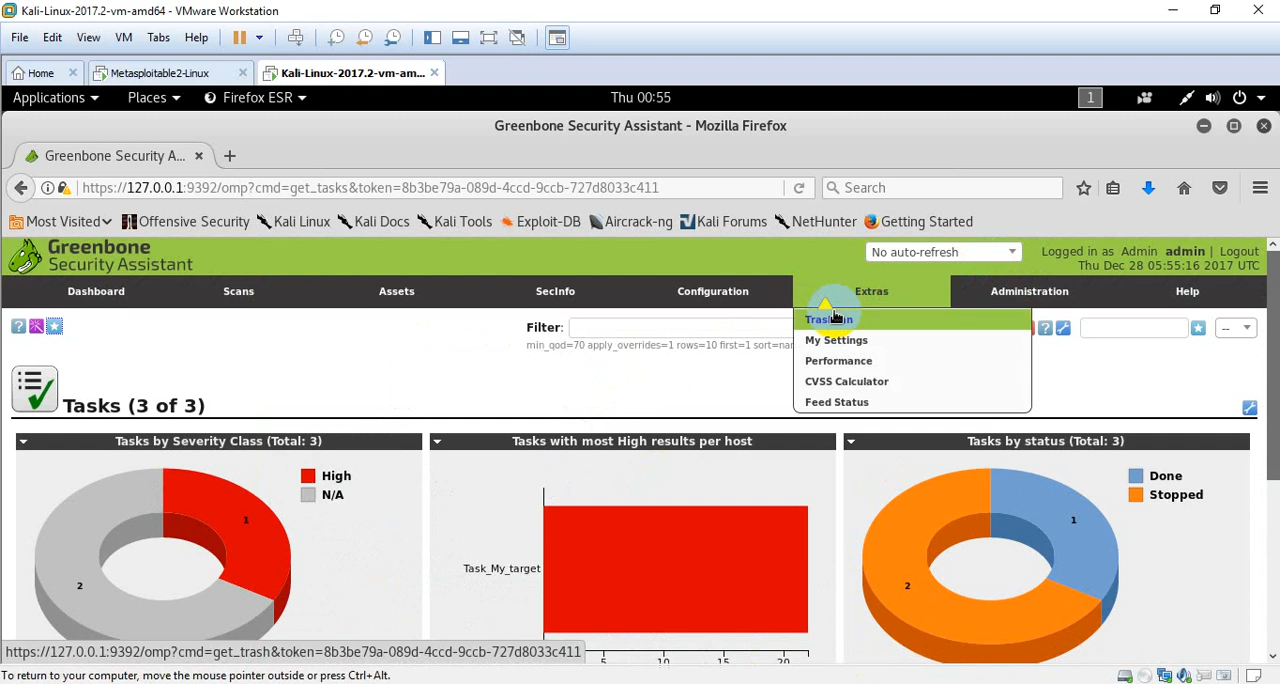 Kali-Linux-2017.2-vm-amd64 - VMware Workstation
File Edit View VM Tabs Help
Home Metasploitable2-Linux Kali-Linux-2017.2-vm-am...
Applications Places Firefox ESR Thu 00:55 1
Greenbone Security Assistant - Mozilla Firefox
Greenbone Security A...
https://127.0.0.1:9392/omp?cmd=get_tasks&token=8b3be79a-089d-4ccd-9ccb-727d8033c411 Search
Most Visited Offensive Security Kali Linux Kali Docs Kali Tools Exploit-DB Aircrack-ng Kali Forums NetHunter Getting Started
Greenbone
Security Assistant
No auto-refresh Logged in as Admin admin | Logout
Thu Dec 28 05:55:16 2017 UTC
Dashboard Scans Assets SecInfo Configuration Extras Administration Help
Filter: --
min_qod=70 apply_overrides=1 rows=10 first=1 sort=nam
My Settings
Performance
CVSS Calculator
Feed Status
Tasks (3 of 3)
Tasks by Severity Class (Total: 3)
High
N/A
1
2
Tasks with most High results per host
Task_My_target
5 10 15 20
Tasks by status (Total: 3)
Done
Stopped
1
2
https://127.0.0.1:9392/omp?cmd=get_trash&token=8b3be79a-089d-4ccd-9ccb-727d8033c411
To return to your computer, move the mouse pointer outside or press Ctrl+Alt.